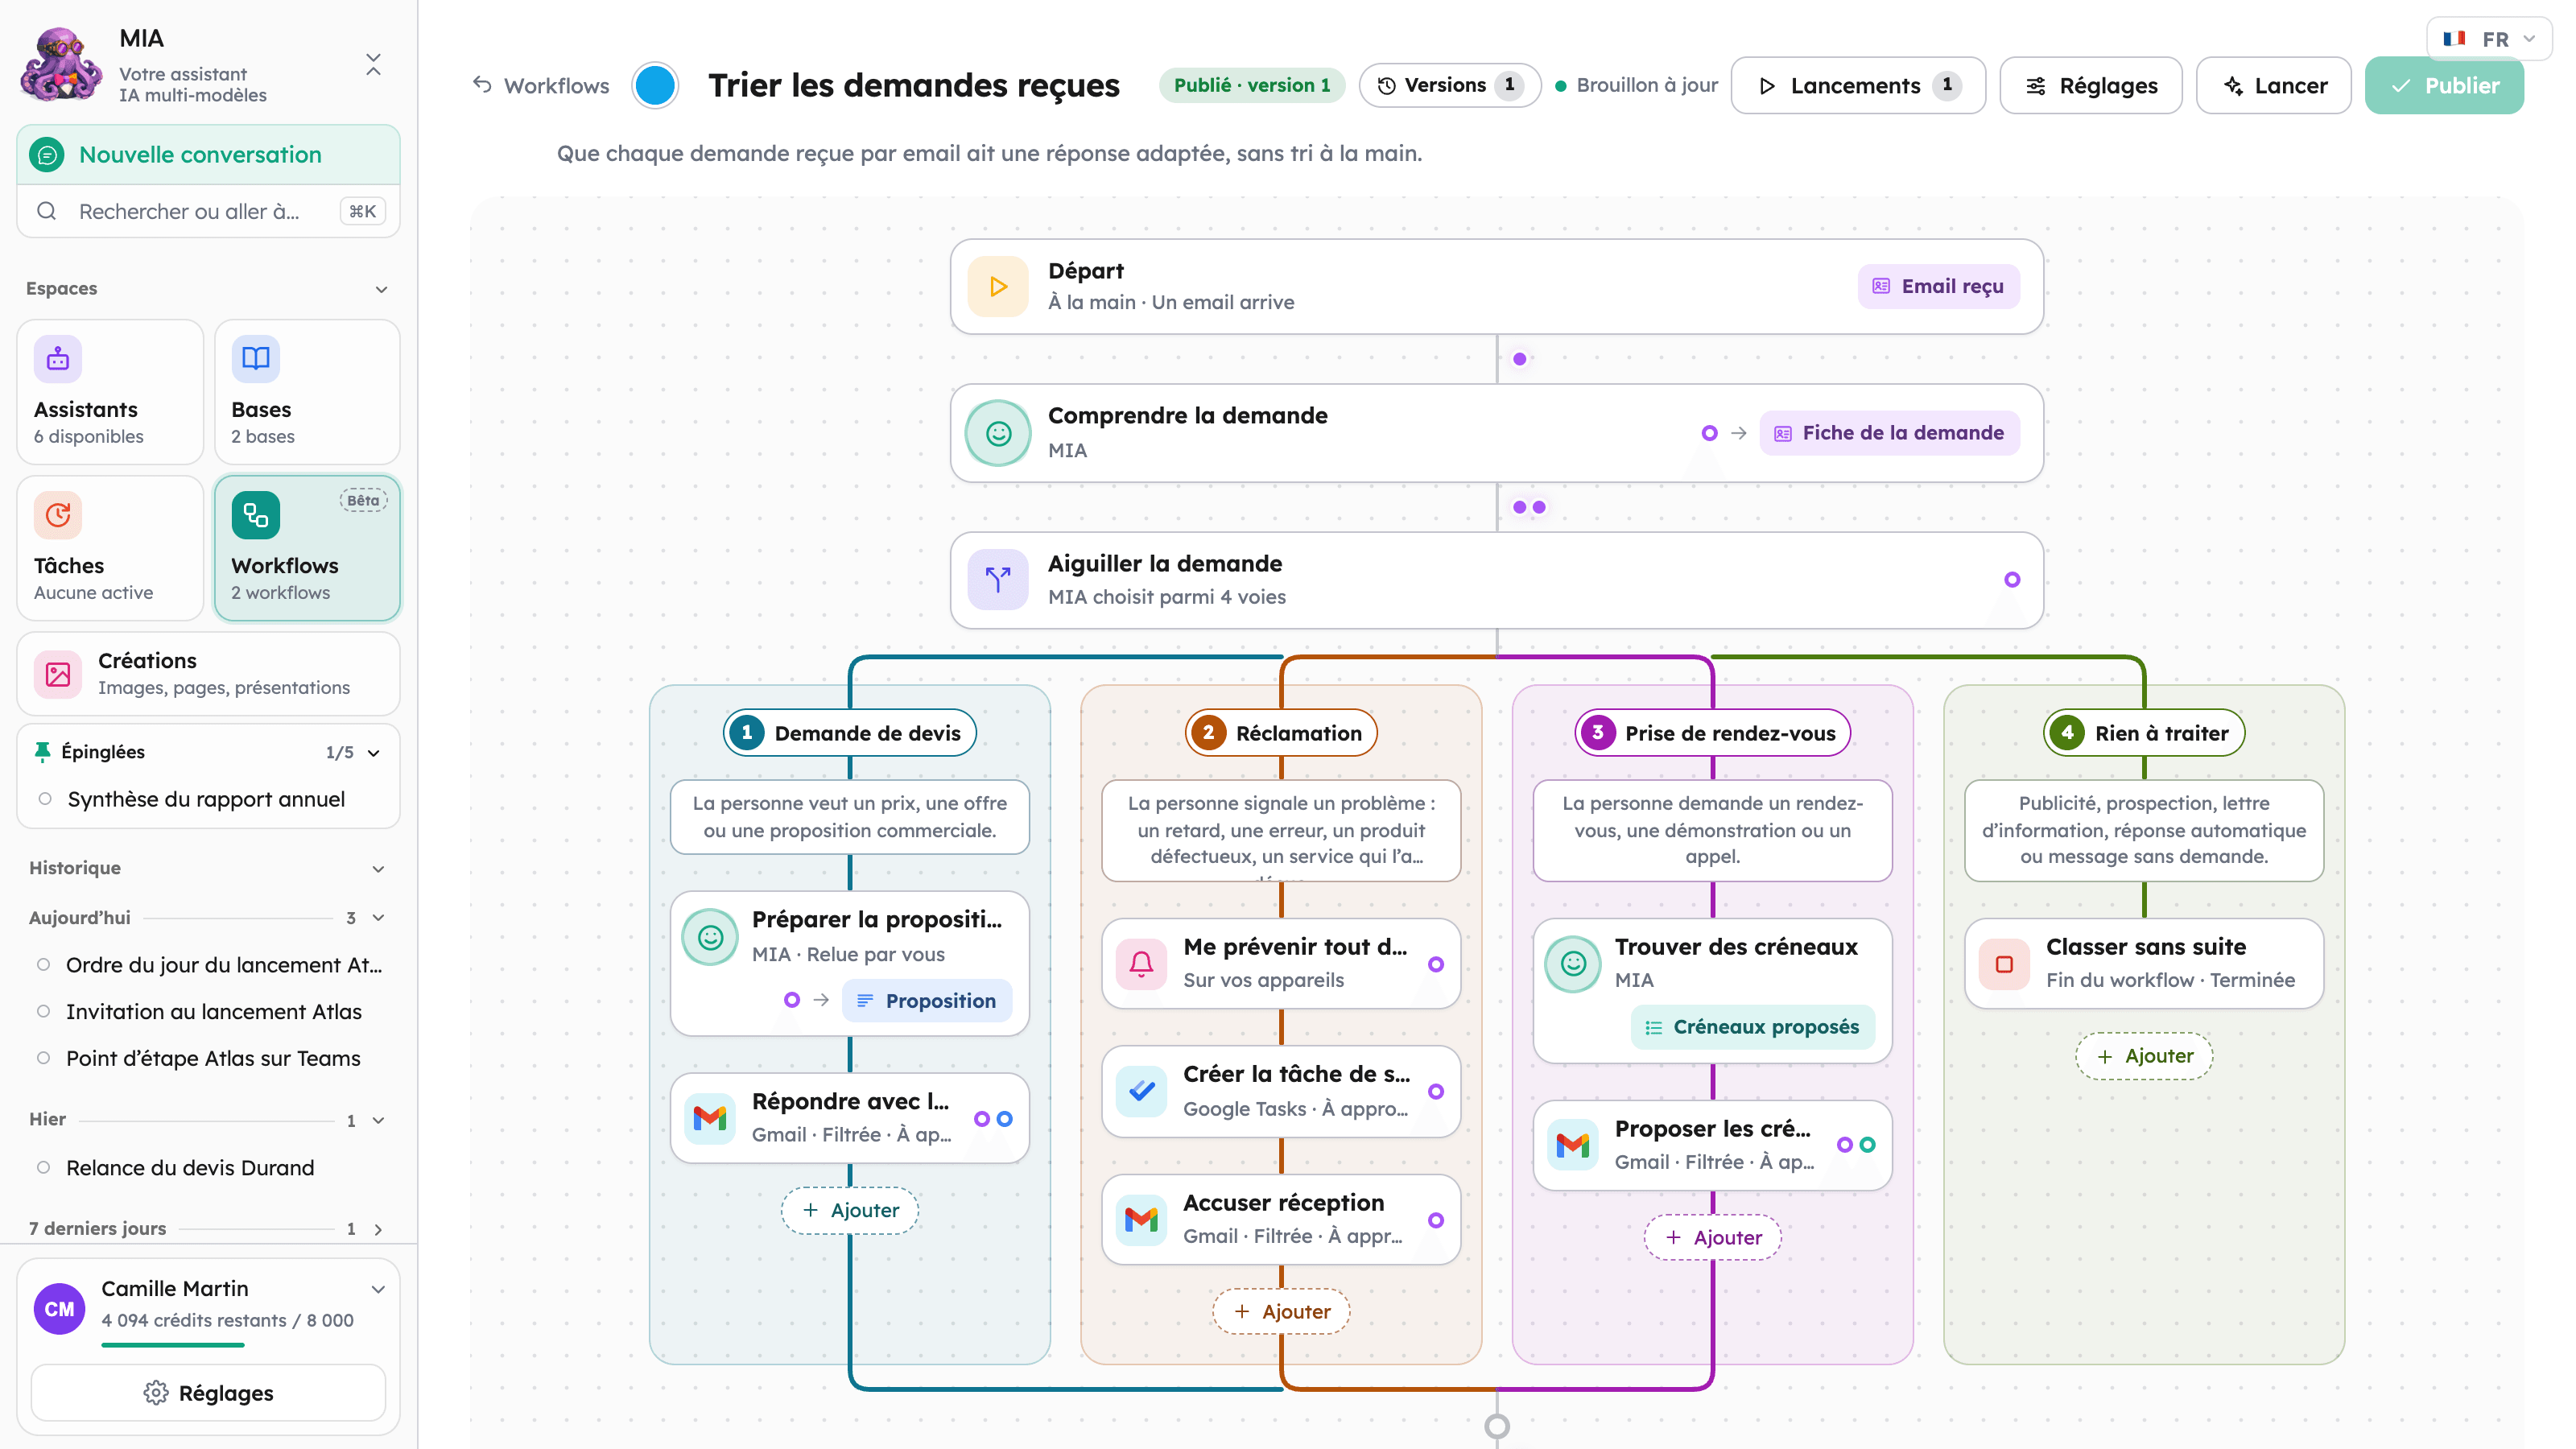 MIA
Votre assistant
IA multi-modèles
Nouvelle conversation
Rechercher ou aller à...
⌘K
Espaces
Assistants
6 disponibles
Bases
2 bases
Tâches
Aucune active
Bêta
Workflows
2 workflows
Créations
Images, pages, présentations
Épinglées
1/5
Synthèse du rapport annuel
Historique
Aujourd’hui
3
Ordre du jour du lancement At...
Invitation au lancement Atlas
Point d’étape Atlas sur Teams
Hier
1
Relance du devis Durand
7 derniers jours
1
CM
Camille Martin
4 094 crédits restants / 8 000
Réglages
FR
Workflows
Trier les demandes reçues
Publié · version 1
Versions 1
Brouillon à jour
Lancements 1
Réglages
Lancer
Publier
Que chaque demande reçue par email ait une réponse adaptée, sans tri à la main.
Départ
À la main · Un email arrive
Email reçu
Comprendre la demande
MIA
Fiche de la demande
Aiguiller la demande
MIA choisit parmi 4 voies
1 Demande de devis
La personne veut un prix, une offre
ou une proposition commerciale.
Préparer la propositi...
MIA · Relue par vous
Proposition
Répondre avec l...
Gmail · Filtrée · À ap...
+ Ajouter
2 Réclamation
La personne signale un problème :
un retard, une erreur, un produit
défectueux, un service qui l’a...
Me prévenir tout d...
Sur vos appareils
Créer la tâche de s...
Google Tasks · À appro...
Accuser réception
Gmail · Filtrée · À appr...
+ Ajouter
3 Prise de rendez-vous
La personne demande un rendez-
vous, une démonstration ou un
appel.
Trouver des créneaux
MIA
Créneaux proposés
Proposer les cré...
Gmail · Filtrée · À ap...
+ Ajouter
4 Rien à traiter
Publicité, prospection, lettre
d’information, réponse automatique
ou message sans demande.
Classer sans suite
Fin du workflow · Terminée
+ Ajouter